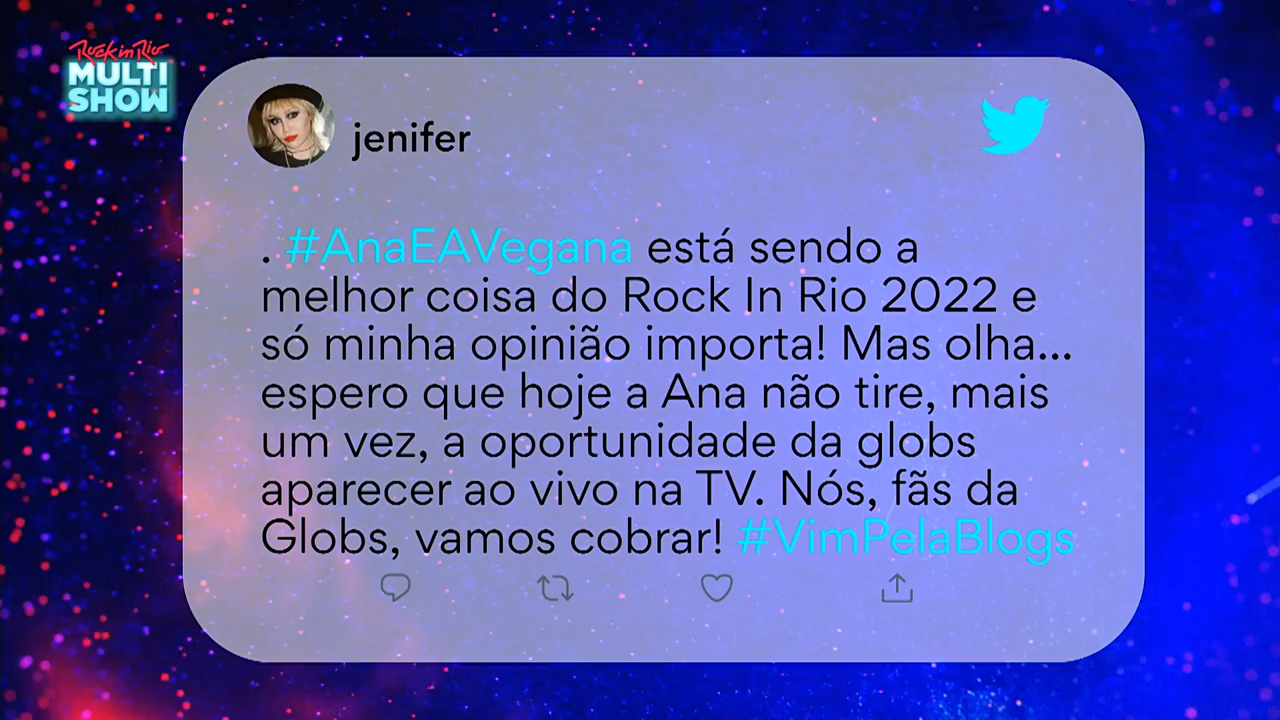 Rock in Rio
MULTI
SHOW
jenifer
. #AnaEAVegana está sendo a
melhor coisa do Rock In Rio 2022 e
só minha opinião importa! Mas olha...
espero que hoje a Ana não tire, mais
um vez, a oportunidade da globs
aparecer ao vivo na TV. Nós, fãs da
Globs, vamos cobrar! #VimPelaBlogs